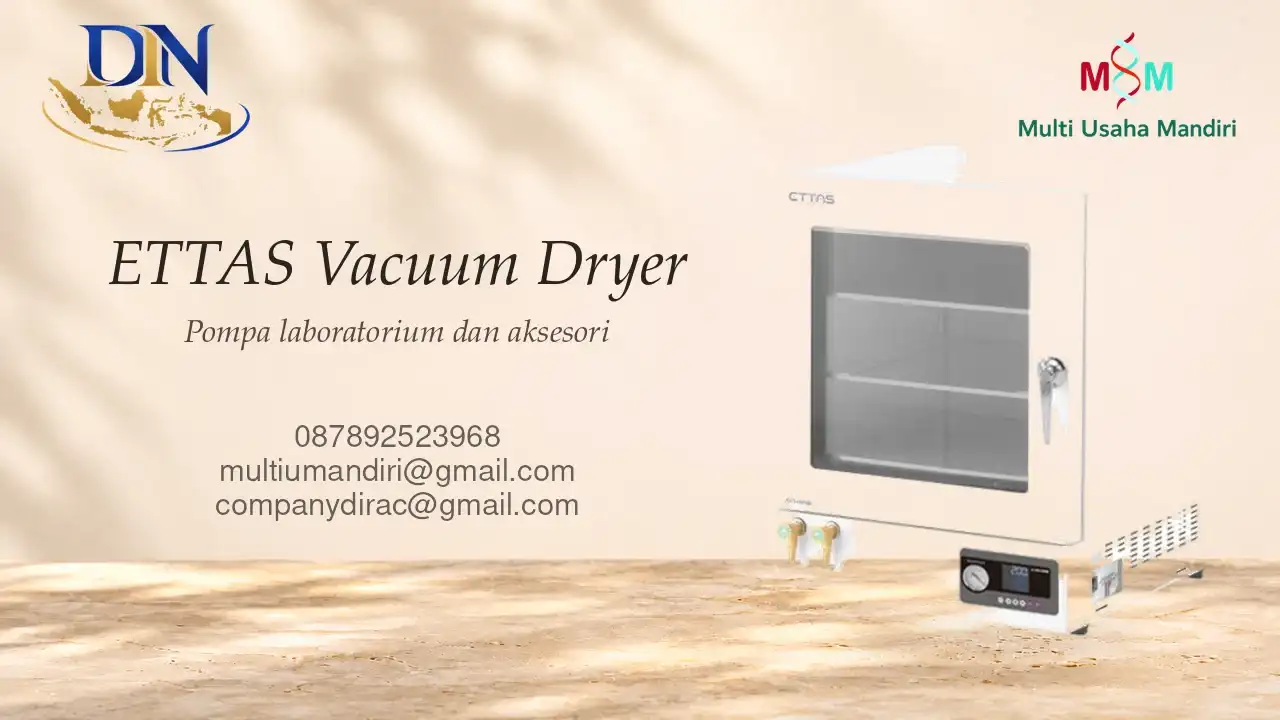 DN
M M
Multi Usaha Mandiri
ETTAS
ETTAS Vacuum Dryer
Pompa laboratorium dan aksesori
087892523968
multiumandiri@gmail.com
companydirac@gmail.com